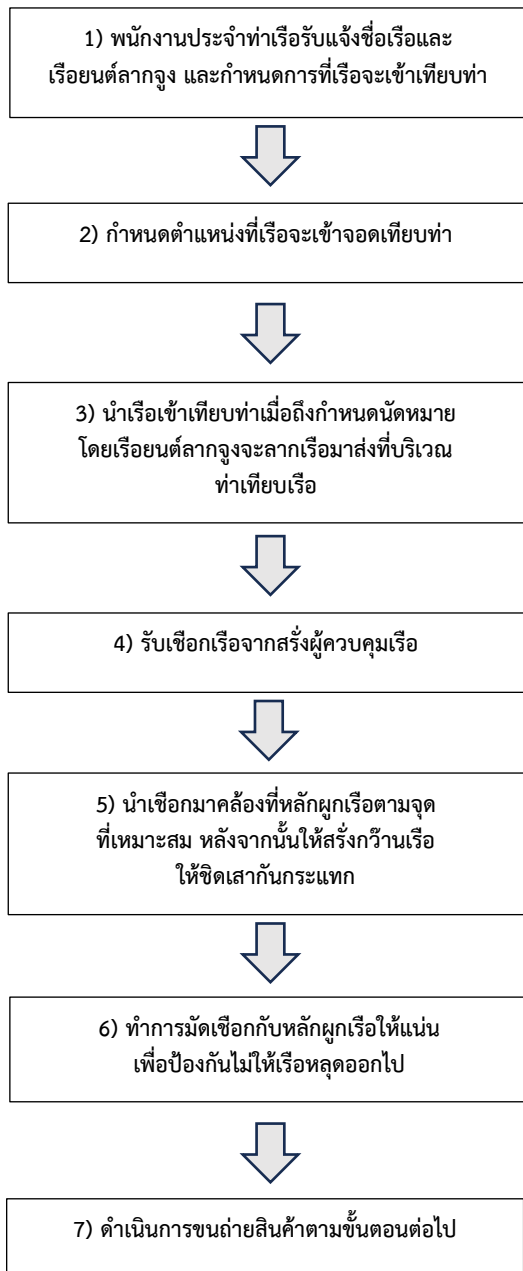 1) พนักงานประจำท่าเรือรับแจ้งชื่อเรือและ
เรือยนต์ลากจูง และกำหนดการที่เรือจะเข้าเทียบท่า
2) กำหนดตำแหน่งที่เรือจะเข้าจอดเทียบท่า
3) นำเรือเข้าเทียบท่าเมื่อถึงกำหนดนัดหมาย
โดยเรือยนต์ลากจูงจะลากเรือมาส่งที่บริเวณ
ท่าเทียบเรือ
4) รับเชือกเรือจากสรั่งผู้ควบคุมเรือ
5) นำเชือกมาคล้องที่หลักผูกเรือตามจุด
ที่เหมาะสม หลังจากนั้นให้สรั่งกว๊านเรือ
ให้ชิดเสากันกระแทก
6) ทำการมัดเชือกกับหลักผูกเรือให้แน่น
เพื่อป้องกันไม่ให้เรือหลุดออกไป
7) ดำเนินการขนถ่ายสินค้าตามขั้นตอนต่อไป